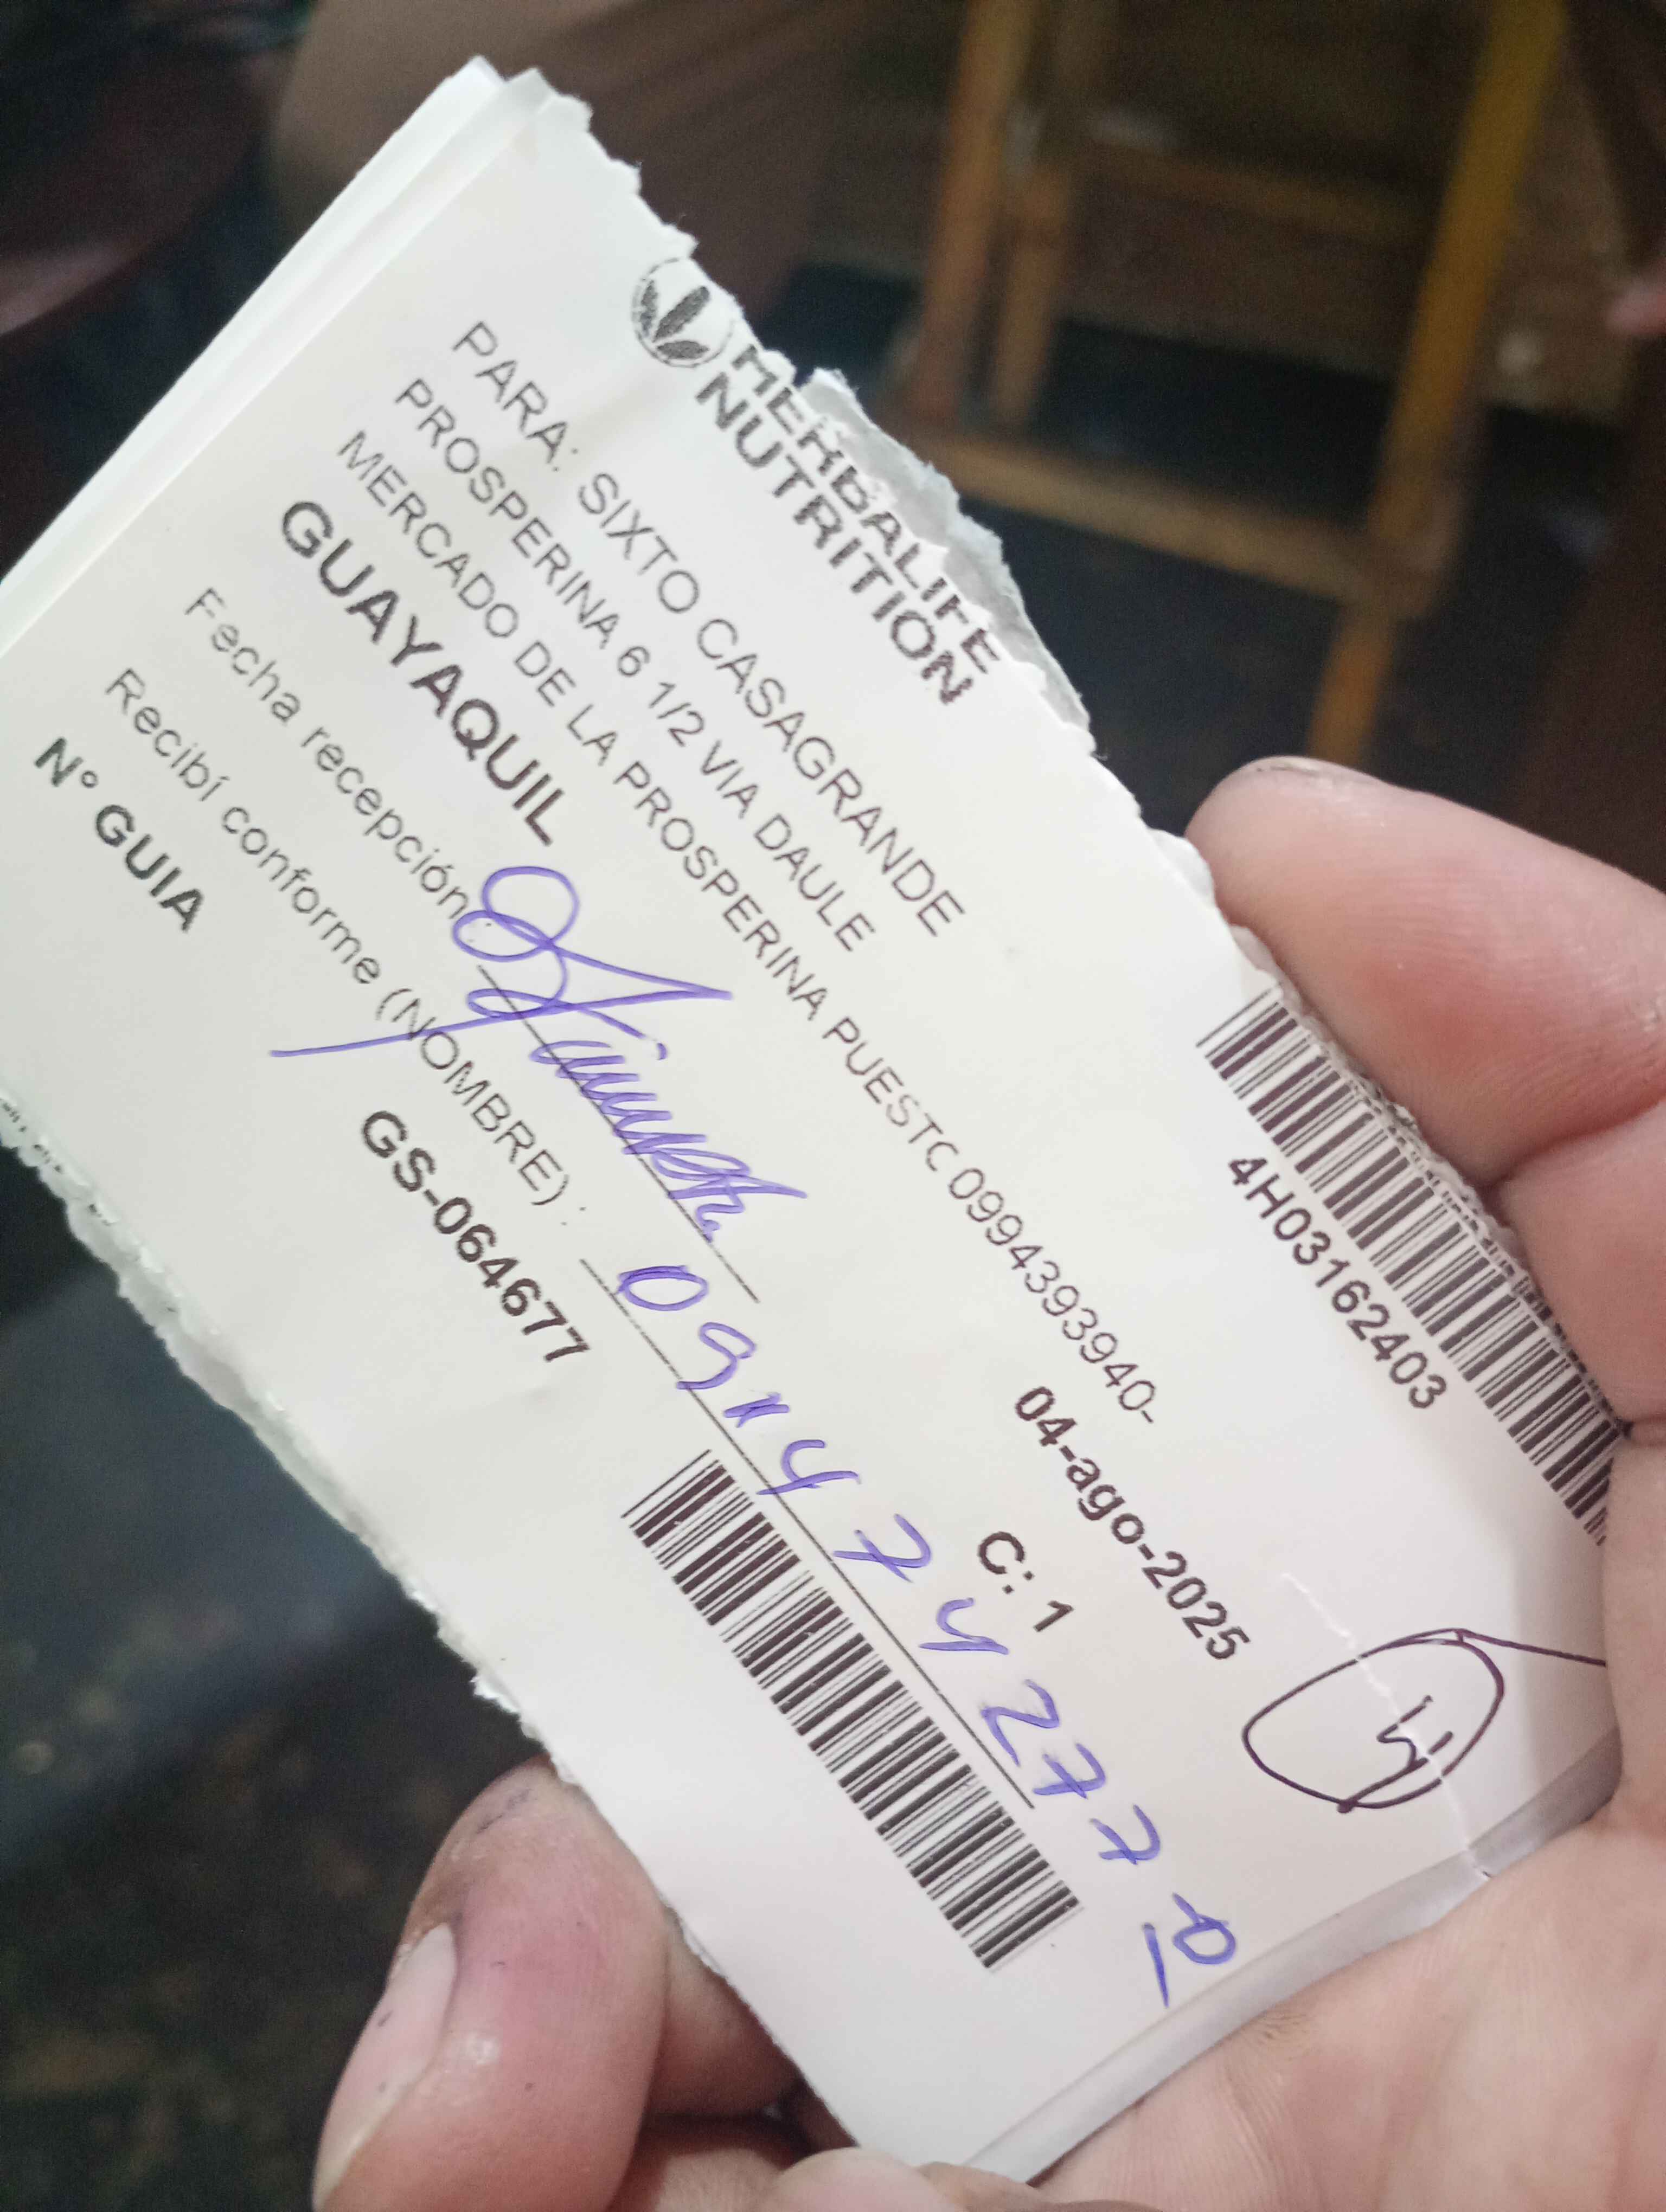 HERBALIFE
NUTRITION
4H03162403
PARA: SIXTO CASAGRANDE
PROSPERINA 6 1/2 VIA DAULE
MERCADO DE LA PROSPERINA PUESTC 0994393940-
GUAYAQUIL
04-ago-2025
Fecha recepción
C: 1
Recibí conforme (NOMBRE) :
N° GUIA
GS-064677